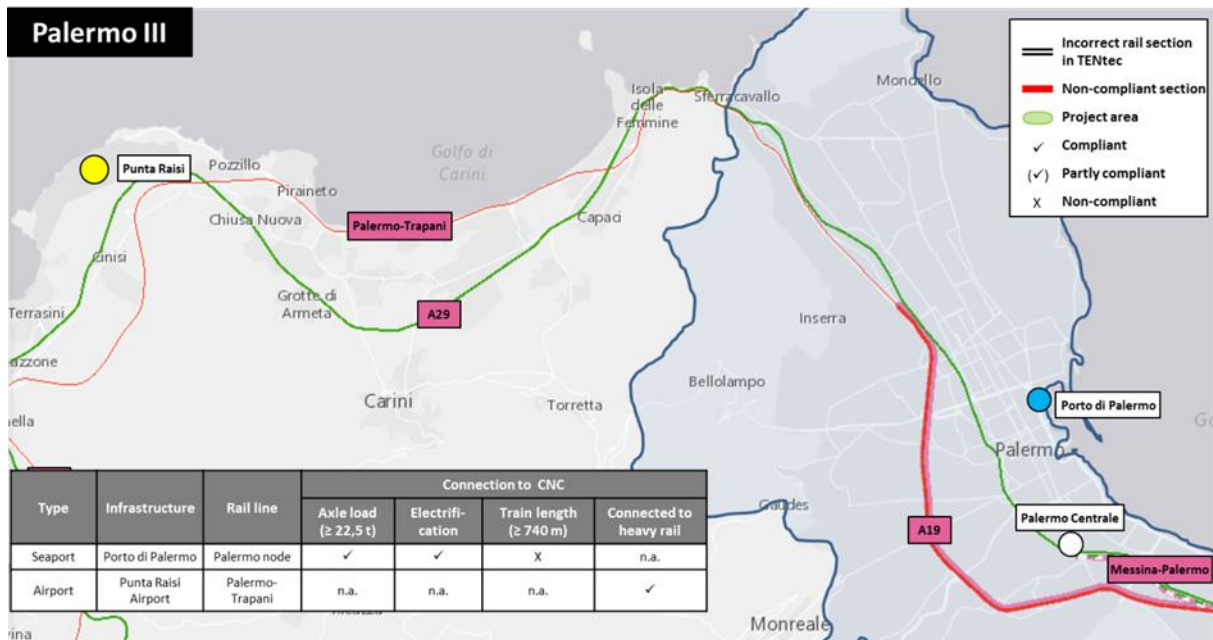 Palermo III
Incorrect rail section
in TENtec
Non-compliant section
Project area
✓ Compliant
(✓) Partly compliant
X Non-compliant
Mondello
Isola
delle
Femmine
Sferracavallo
Golfo di
Carini
Punta Raisi
Pozzillo
Piraineto
Chiusa Nuova
Palermo-Trapani
Capaci
Cinisi
Terrasini
Grotte di
Armeta
A29
Inserra
azzone
Bellolampo
Carini
Torretta
Porto di Palermo
nella
Palermo
Gaudes
Palermo Centrale
A19
Messina-Palermo
Monreale
Type
Infrastructure
Rail line
Connection to CNC
Axle load
(≥ 22,5 t)
Electrifi-
cation
Train length
(≥ 740 m)
Connected to
heavy rail
Seaport
Porto di Palermo
Palermo node
✓
✓
X
n.a.
Airport
Punta Raisi
Airport
Palermo-
Trapani
n.a.
n.a.
n.a.
✓
vina